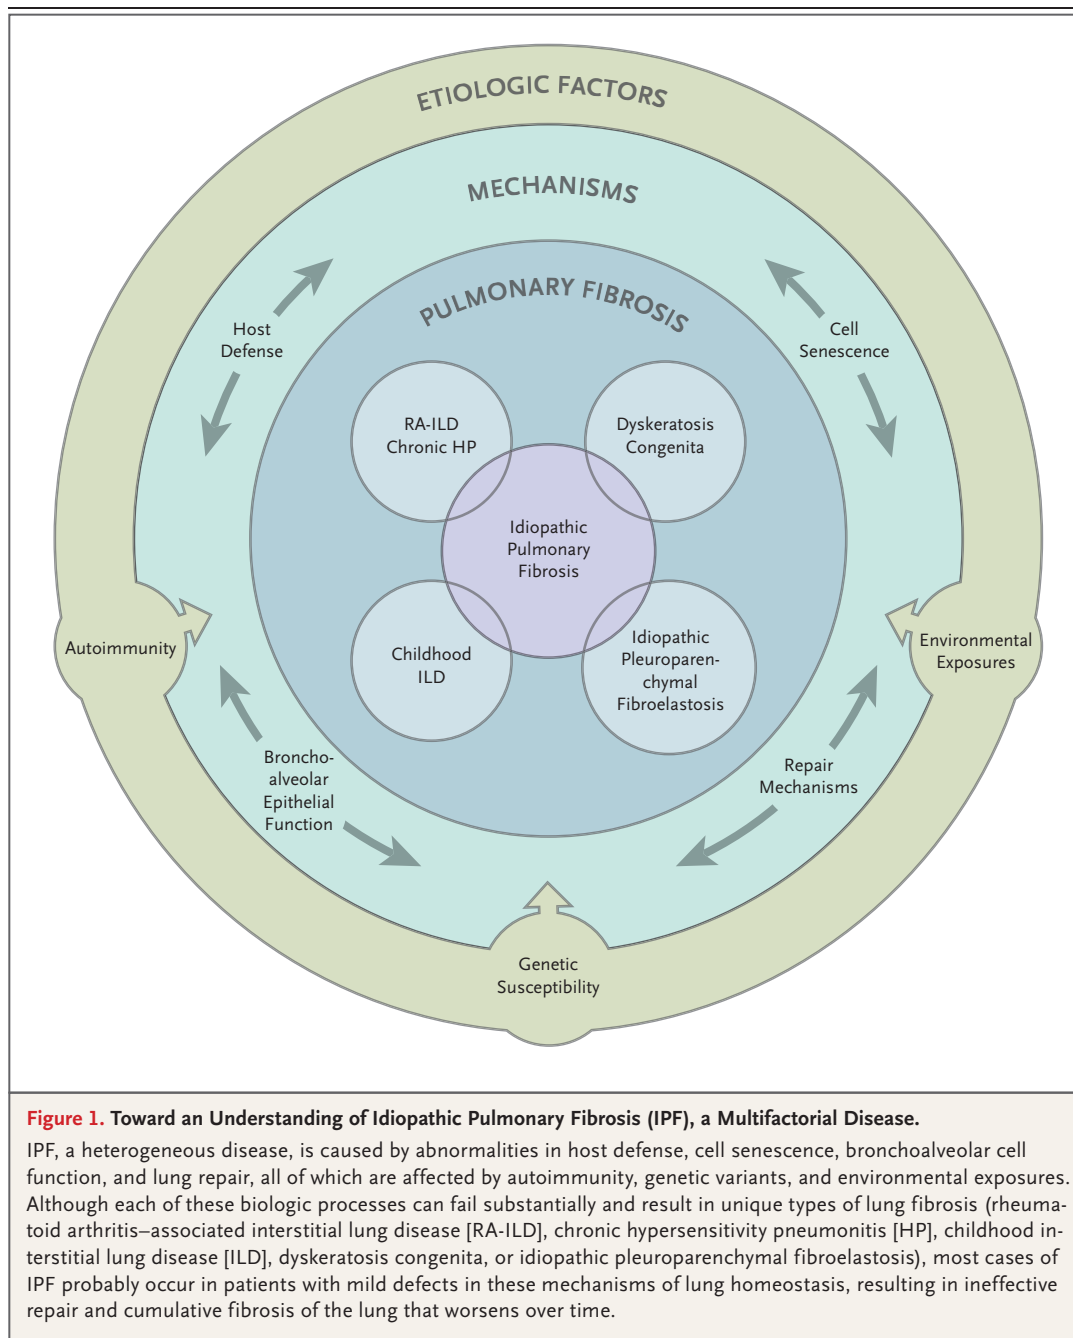 ETIOLOGIC FACTORS
MECHANISMS
PULMONARY FIBROSIS
Host
Defense
Cell
Senescence
RA-ILD
Chronic HP
Dyskeratosis
Congenita
Idiopathic
Pulmonary
Fibrosis
Childhood
ILD
Idiopathic
Pleuroparen-
chymal
Fibroelastosis
Autoimmunity
Environmental
Exposures
Broncho-
alveolar
Epithelial
Function
Repair
Mechanisms
Genetic
Susceptibility
Figure 1. Toward an Understanding of Idiopathic Pulmonary Fibrosis (IPF), a Multifactorial Disease.
IPF, a heterogeneous disease, is caused by abnormalities in host defense, cell senescence, bronchoalveolar cell
function, and lung repair, all of which are affected by autoimmunity, genetic variants, and environmental exposures.
Although each of these biologic processes can fail substantially and result in unique types of lung fibrosis (rheuma-
toid arthritis–associated interstitial lung disease [RA-ILD], chronic hypersensitivity pneumonitis [HP], childhood in-
terstitial lung disease [ILD], dyskeratosis congenita, or idiopathic pleuroparenchymal fibroelastosis), most cases of
IPF probably occur in patients with mild defects in these mechanisms of lung homeostasis, resulting in ineffective
repair and cumulative fibrosis of the lung that worsens over time.